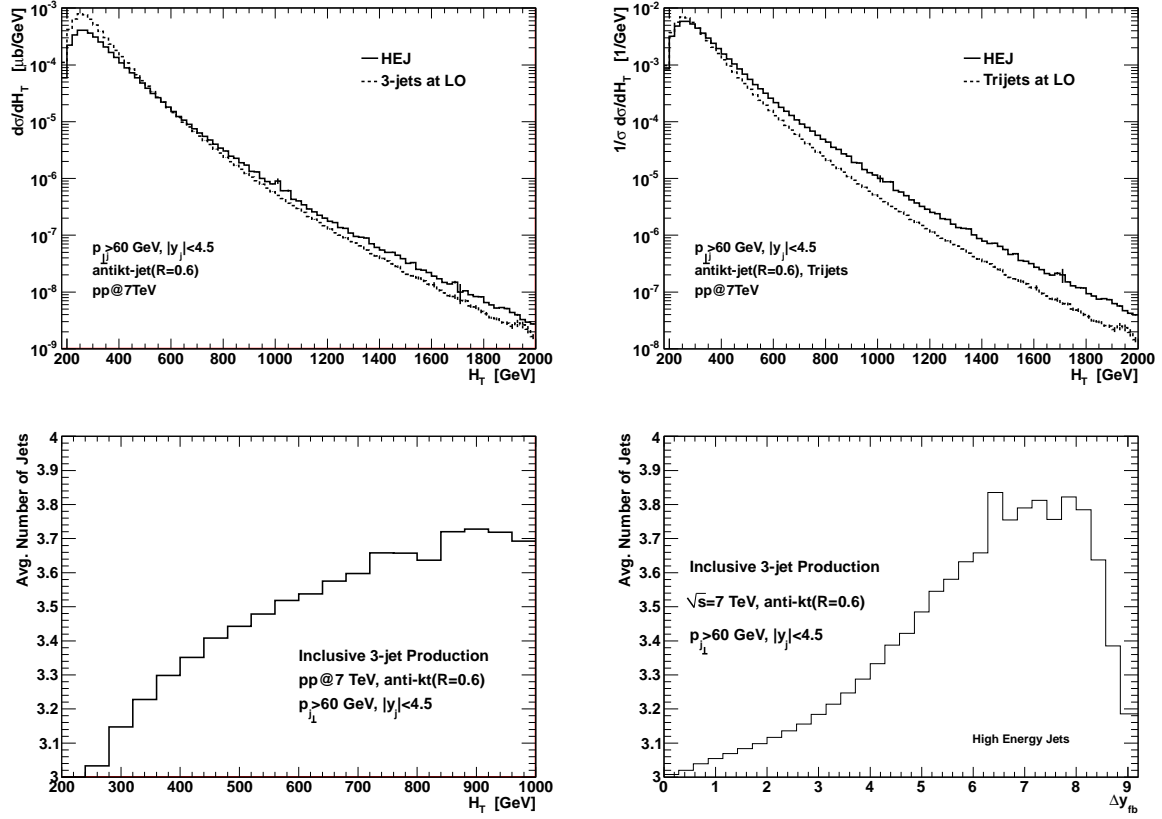 dσ/dH_T [μb/GeV]
10⁻³
10⁻⁴
10⁻⁵
10⁻⁶
10⁻⁷
10⁻⁸
10⁻⁹
HEJ
3-jets at LO
p_j⊥>60 GeV, |y_j|<4.5
antikt-jet(R=0.6)
pp@7TeV
200 400 600 800 1000 1200 1400 1600 1800 2000
H_T [GeV]
1/σ dσ/dH_T [1/GeV]
10⁻²
10⁻³
10⁻⁴
10⁻⁵
10⁻⁶
10⁻⁷
10⁻⁸
HEJ
Trijets at LO
p_j⊥>60 GeV, |y_j|<4.5
antikt-jet(R=0.6), Trijets
pp@7TeV
200 400 600 800 1000 1200 1400 1600 1800 2000
H_T [GeV]
Avg. Number of Jets
4
3.9
3.8
3.7
3.6
3.5
3.4
3.3
3.2
3.1
3
Inclusive 3-jet Production
pp@7 TeV, anti-kt(R=0.6)
p_j⊥>60 GeV, |y_j|<4.5
200 300 400 500 600 700 800 900 1000
H_T [GeV]
Avg. Number of Jets
4
3.9
3.8
3.7
3.6
3.5
3.4
3.3
3.2
3.1
3
Inclusive 3-jet Production
√s=7 TeV, anti-kt(R=0.6)
p_j⊥>60 GeV, |y_j|<4.5
High Energy Jets
0 1 2 3 4 5 6 7 8 9
Δy_fb